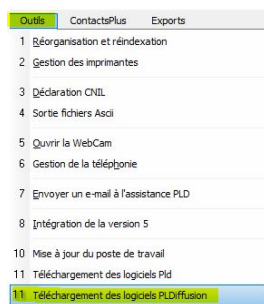 Outils ContactsPlus Exports
1 Réorganisation et réindexation
2 Gestion des imprimantes
3 Déclaration CNIL
4 Sortie fichiers Ascii
5 Ouvrir la WebCam
6 Gestion de la téléphonie
7 Envoyer un e-mail à l'assistance PLD
8 Intégration de la version 5
10 Mise à jour du poste de travail
11 Téléchargement des logiciels Pld
11 Téléchargement des logiciels PLDiffusion